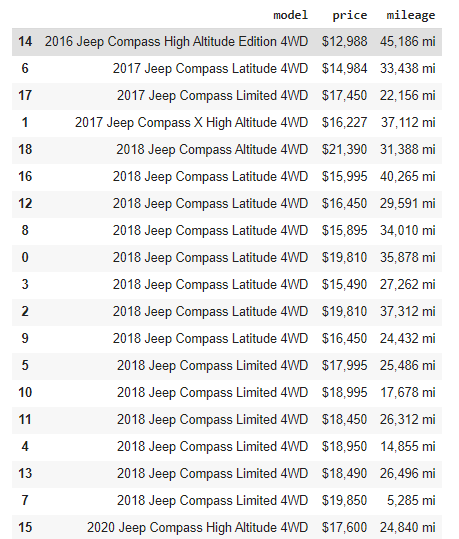 model price mileage
14 2016 Jeep Compass High Altitude Edition 4WD $12,988 45,186 mi
6 2017 Jeep Compass Latitude 4WD $14,984 33,438 mi
17 2017 Jeep Compass Limited 4WD $17,450 22,156 mi
1 2017 Jeep Compass X High Altitude 4WD $16,227 37,112 mi
18 2018 Jeep Compass Altitude 4WD $21,390 31,388 mi
16 2018 Jeep Compass Latitude 4WD $15,995 40,265 mi
12 2018 Jeep Compass Latitude 4WD $16,450 29,591 mi
8 2018 Jeep Compass Latitude 4WD $15,895 34,010 mi
0 2018 Jeep Compass Latitude 4WD $19,810 35,878 mi
3 2018 Jeep Compass Latitude 4WD $15,490 27,262 mi
2 2018 Jeep Compass Latitude 4WD $19,810 37,312 mi
9 2018 Jeep Compass Latitude 4WD $16,450 24,432 mi
5 2018 Jeep Compass Limited 4WD $17,995 25,486 mi
10 2018 Jeep Compass Limited 4WD $18,995 17,678 mi
11 2018 Jeep Compass Limited 4WD $18,450 26,312 mi
4 2018 Jeep Compass Limited 4WD $18,950 14,855 mi
13 2018 Jeep Compass Limited 4WD $18,490 26,496 mi
7 2018 Jeep Compass Limited 4WD $19,850 5,285 mi
15 2020 Jeep Compass High Altitude 4WD $17,600 24,840 mi